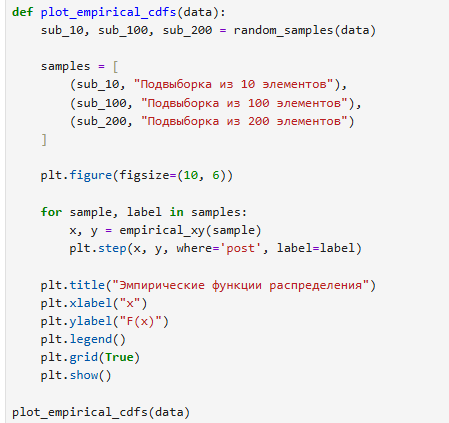 def plot_empirical_cdfs(data):
    sub_10, sub_100, sub_200 = random_samples(data)
    samples = [
        (sub_10, "Подвыборка из 10 элементов"),
        (sub_100, "Подвыборка из 100 элементов"),
        (sub_200, "Подвыборка из 200 элементов")
    ]
    plt.figure(figsize=(10, 6))
    for sample, label in samples:
        x, y = empirical_xy(sample)
        plt.step(x, y, where='post', label=label)
    plt.title("Эмпирические функции распределения")
    plt.xlabel("x")
    plt.ylabel("F(x)")
    plt.legend()
    plt.grid(True)
    plt.show()
plot_empirical_cdfs(data)